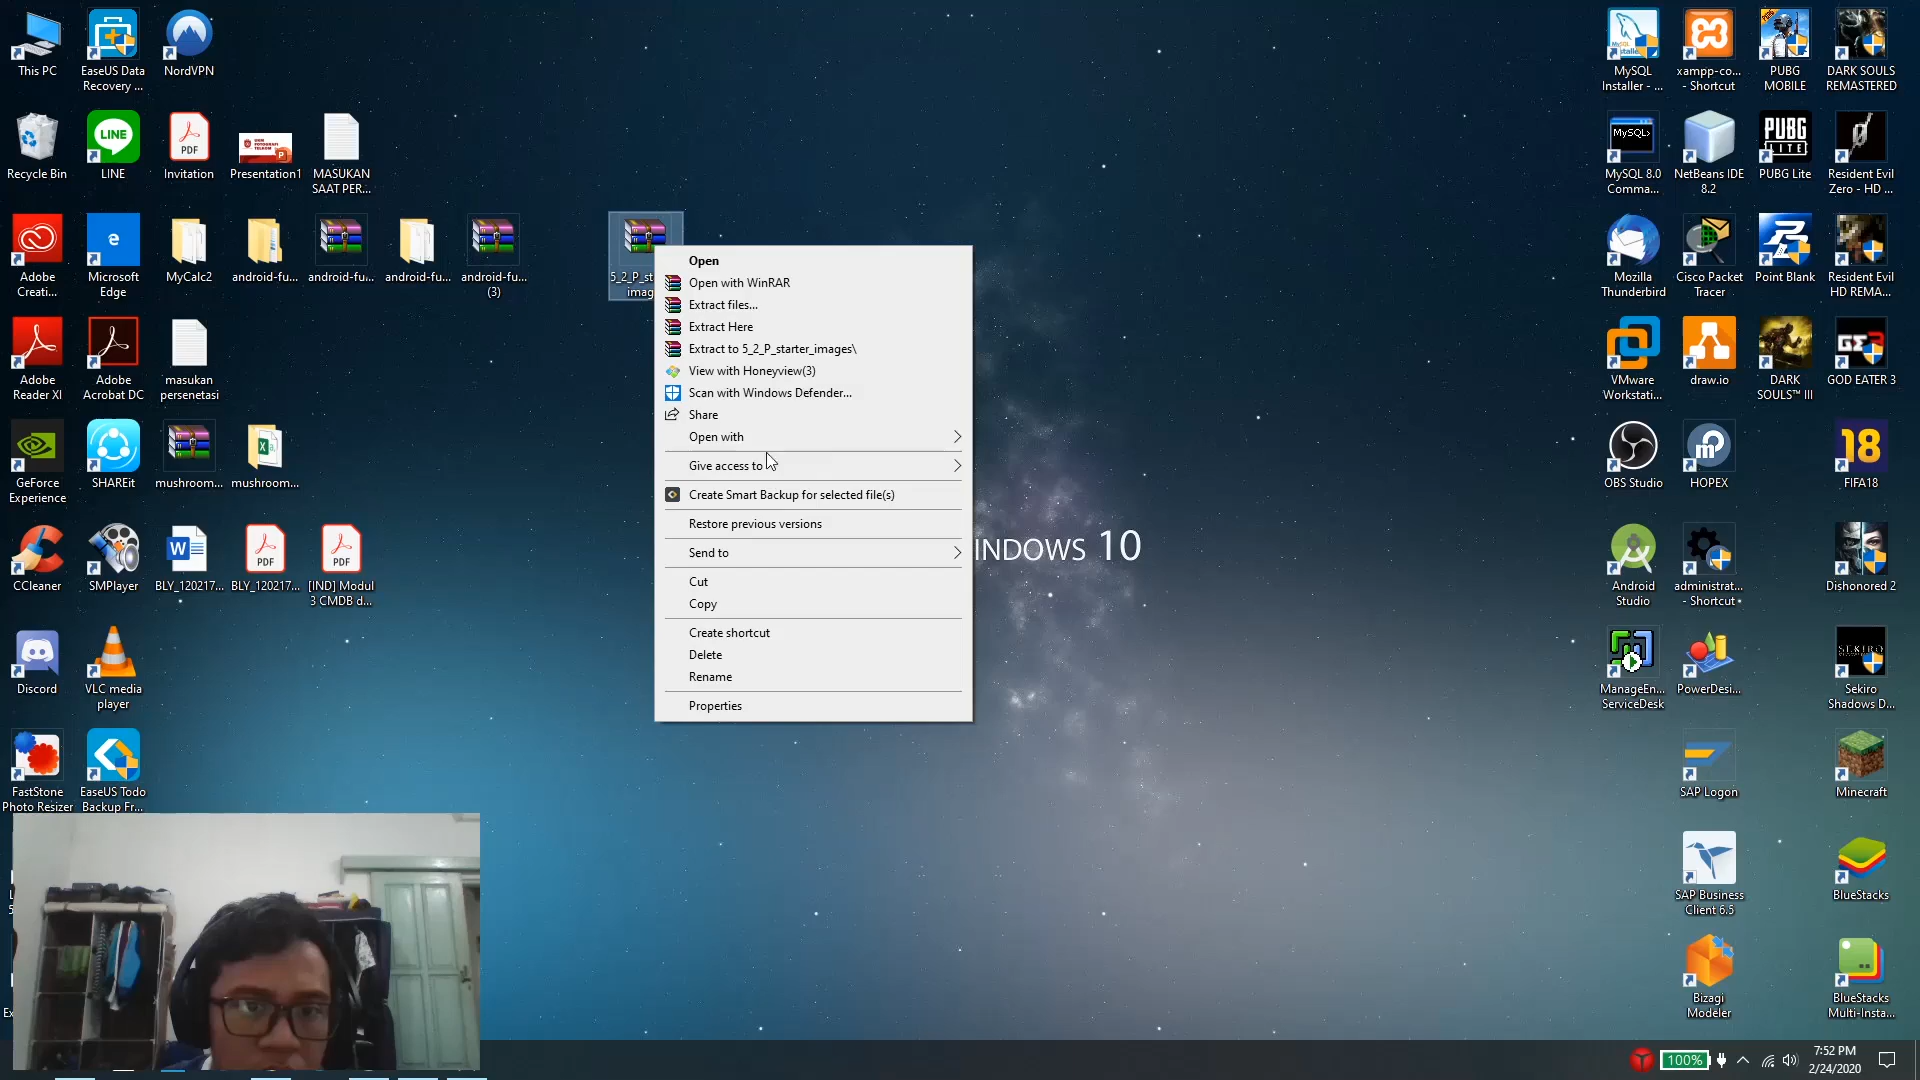 This PC
EaseUS Data
Recovery ...
NordVPN
MySQL
Installer - ...
xampp-co...
- Shortcut
PUBG
MOBILE
DARK SOULS
REMASTERED
Recycle Bin
LINE
LINE
PDF
Invitation
Presentation1
MASUKAN
SAAT PER...
MySQL>
MySQL 8.0
Comma...
NetBeans IDE
8.2
PUBG
LITE
PUBG Lite
Resident Evil
Zero - HD ...
Adobe
Creati...
Microsoft
Edge
MyCalc2
android-fu...
android-fu...
android-fu...
android-fu...
(3)
5_2_P_st
imag
Mozilla
Thunderbird
Cisco Packet
Tracer
Point Blank
Resident Evil
HD REMA...
Open
Open with WinRAR
Extract files...
Extract Here
Extract to 5_2_P_starter_images\
View with Honeyview(3)
Scan with Windows Defender...
Share
Open with
Give access to
Create Smart Backup for selected file(s)
Restore previous versions
Send to
Cut
Copy
Create shortcut
Delete
Rename
Properties
INDOWS 10
Adobe
Reader XI
Adobe
Acrobat DC
masukan
persenetasi
VMware
Workstati...
draw.io
DARK
SOULS™ III
GOD EATER 3
GeForce
Experience
SHAREit
mushroom...
mushroom...
OBS Studio
HOPEX
18
FIFA18
CCleaner
SMPlayer
BLY_120217...
PDF
BLY_120217...
PDF
[IND] Modul
3 CMDB d...
Android
Studio
administrat...
- Shortcut
Dishonored 2
Discord
VLC media
player
ManageEn...
ServiceDesk
PowerDesi...
SEKIRO
Sekiro
Shadows D...
FastStone
Photo Resizer
EaseUS Todo
Backup Fr...
SAP Logon
Minecraft
SAP Business
Client 6.5
BlueStacks
Bizagi
Modeler
BlueStacks
Multi-Insta...
100%
7:52 PM
2/24/2020